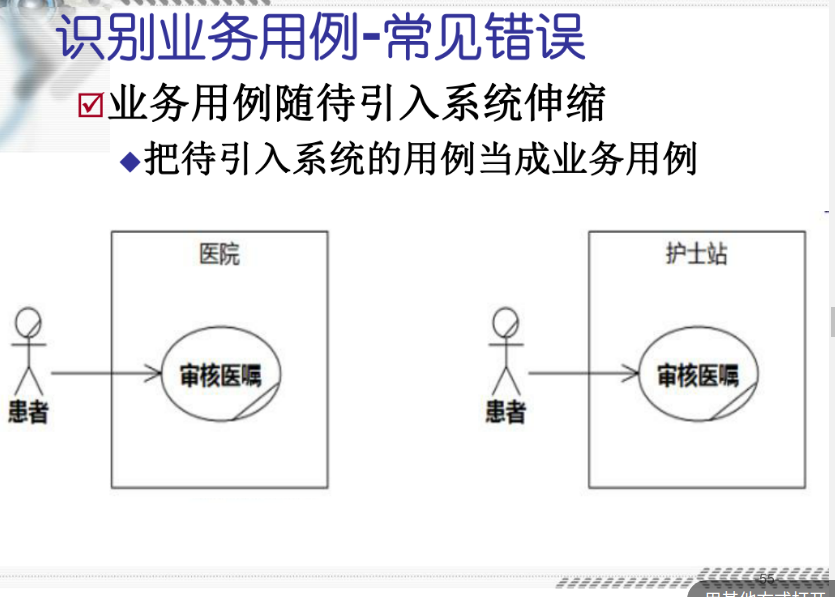 识别业务用例-常见错误
业务用例随待引入系统伸缩
把待引入系统的用例当成业务用例
医院
护士站
审核医嘱
审核医嘱
患者
患者
55
用其他方式打开